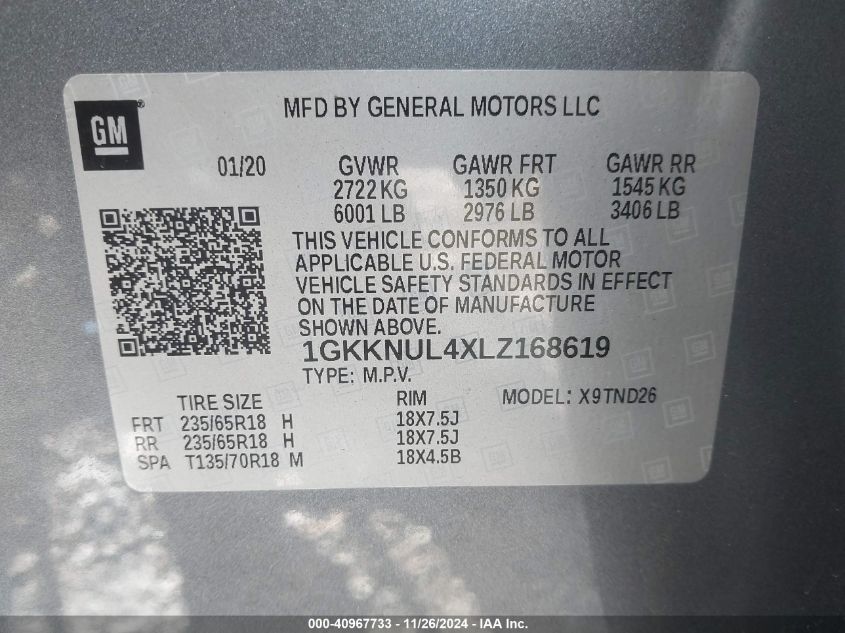 MFD BY GENERAL MOTORS LLC
GM
01/20 GVWR GAWR FRT GAWR RR
2722 KG 1350 KG 1545 KG
6001 LB 2976 LB 3406 LB
THIS VEHICLE CONFORMS TO ALL
APPLICABLE U.S. FEDERAL MOTOR
VEHICLE SAFETY STANDARDS IN EFFECT
ON THE DATE OF MANUFACTURE
SHOWN ABOVE.
1GKKNUL4XLZ168619
TYPE: M.P.V.
TIRE SIZE RIM MODEL: X9TND26
FRT 235/65R18 H 18X7.5J
RR 235/65R18 H 18X7.5J
SPA T135/70R18 M 18X4.5B
000-40967733 - 11/26/2024 - IAA Inc.